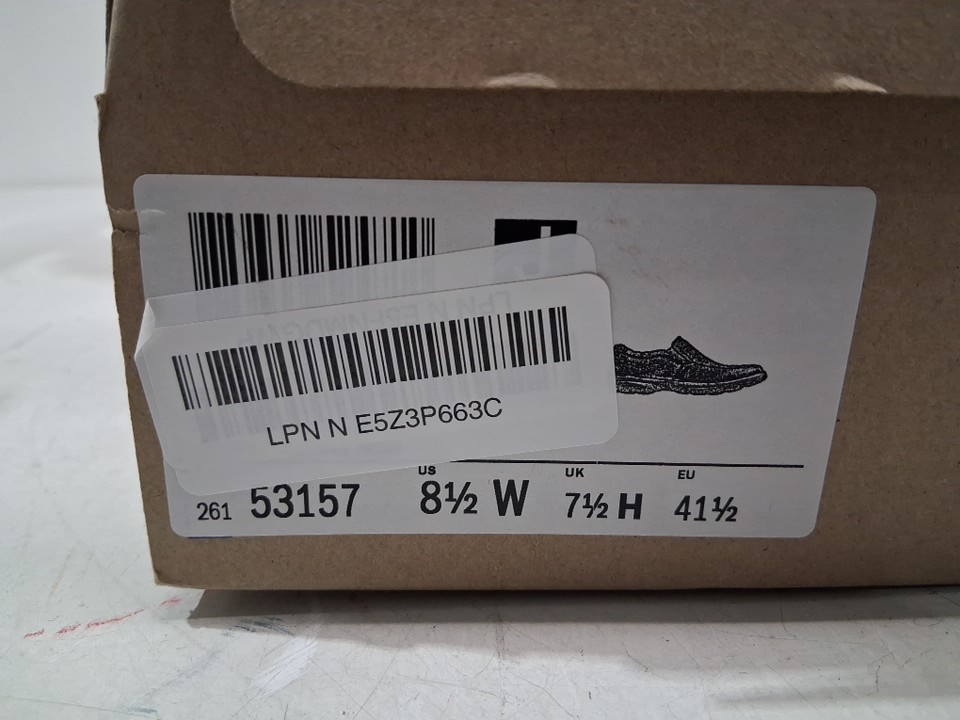 LPN N E5Z3P663C
US UK EU
261 53157 8½ W 7½ H 41½